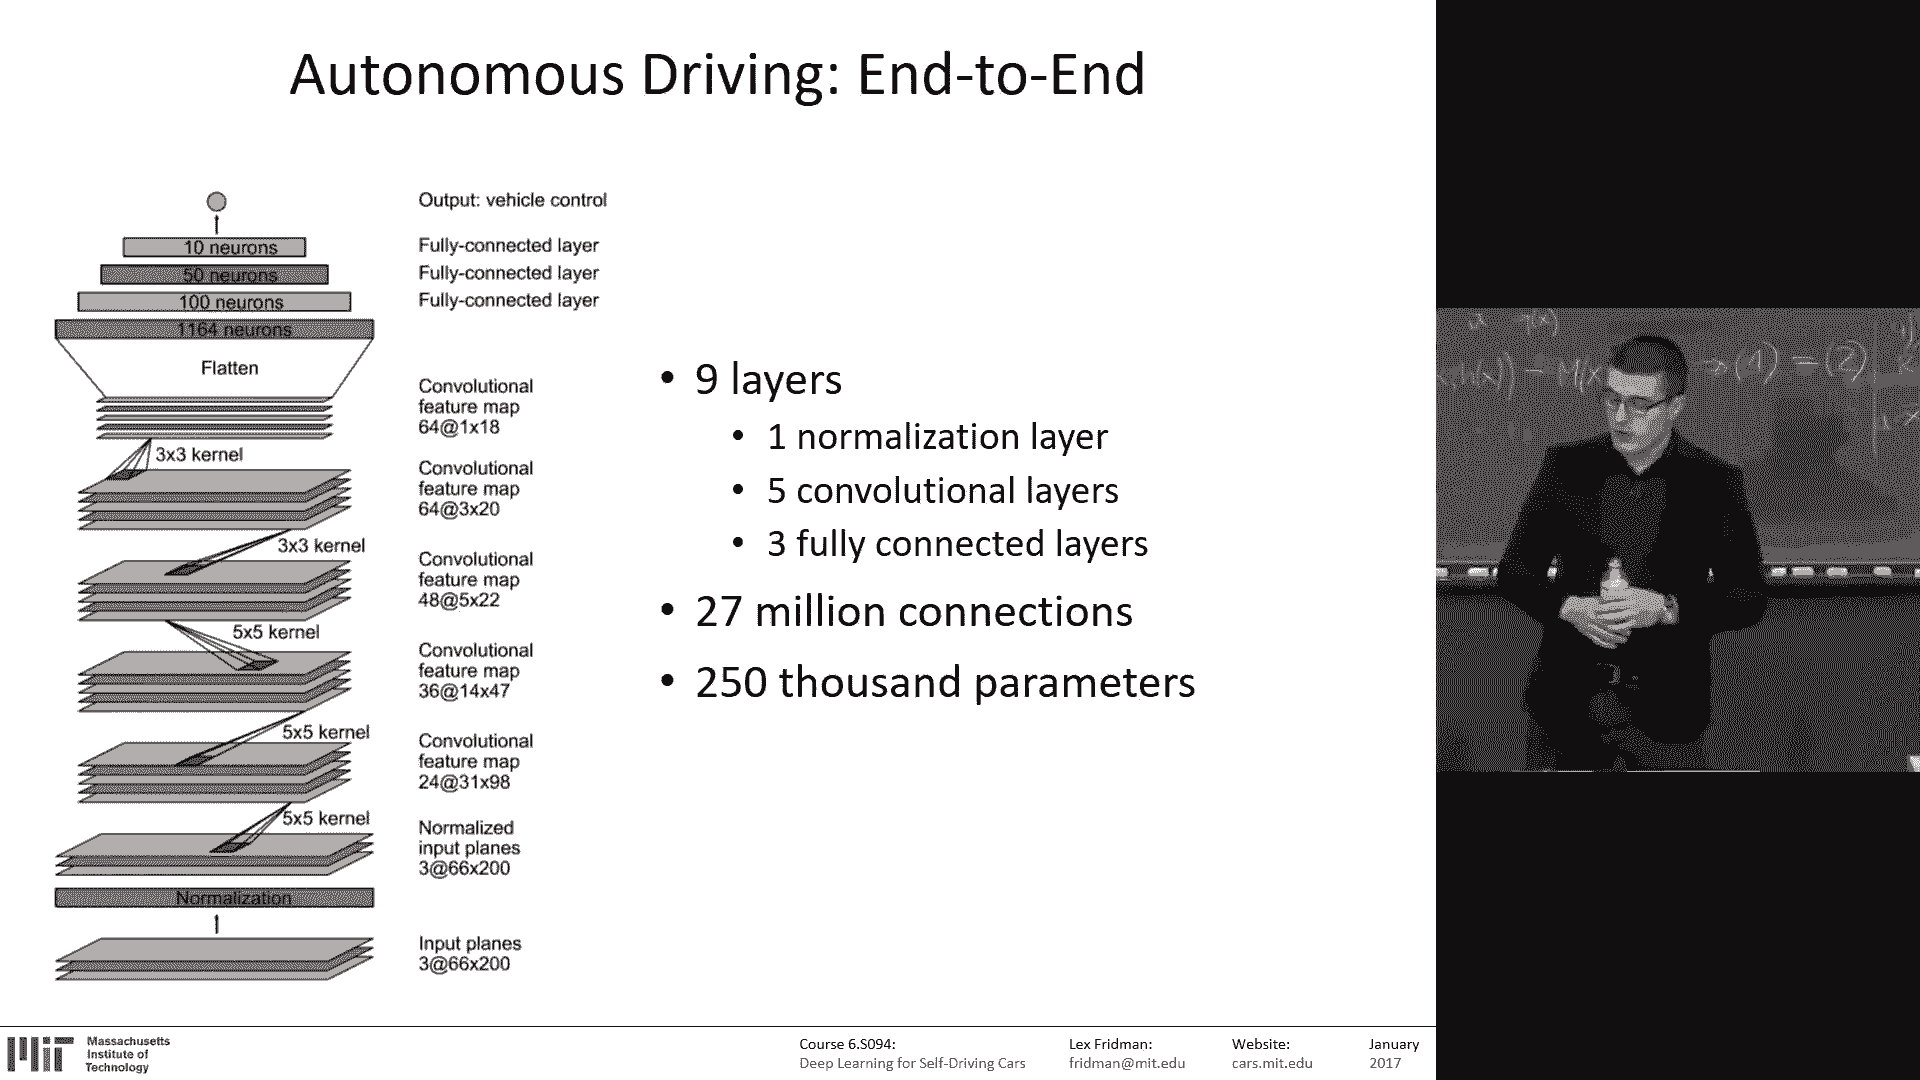 Autonomous Driving: End-to-End
Output: vehicle control
10 neurons
Fully-connected layer
50 neurons
Fully-connected layer
100 neurons
Fully-connected layer
1164 neurons
Flatten
Convolutional
feature map
64@1x18
3x3 kernel
Convolutional
feature map
64@3x20
3x3 kernel
Convolutional
feature map
48@5x22
5x5 kernel
Convolutional
feature map
36@14x47
5x5 kernel
Convolutional
feature map
24@31x98
5x5 kernel
Normalized
input planes
3@66x200
Normalization
Input planes
3@66x200
• 9 layers
• 1 normalization layer
• 5 convolutional layers
• 3 fully connected layers
• 27 million connections
• 250 thousand parameters
→ (1) = (2)
MIT
Massachusetts
Institute of
Technology
Course 6.S094:
Deep Learning for Self-Driving Cars
Lex Fridman:
fridman@mit.edu
Website:
cars.mit.edu
January
2017